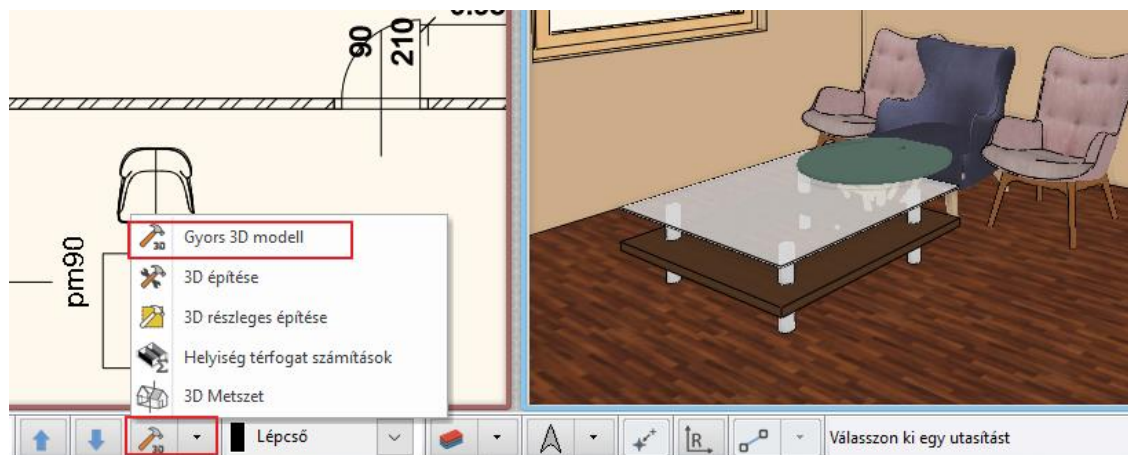 90
210
pm90
Gyors 3D modell
3D építése
3D részleges építése
Helyiség térfogat számítások
3D Metszet
3D
Lépcső
R
Válasszon ki egy utasítást